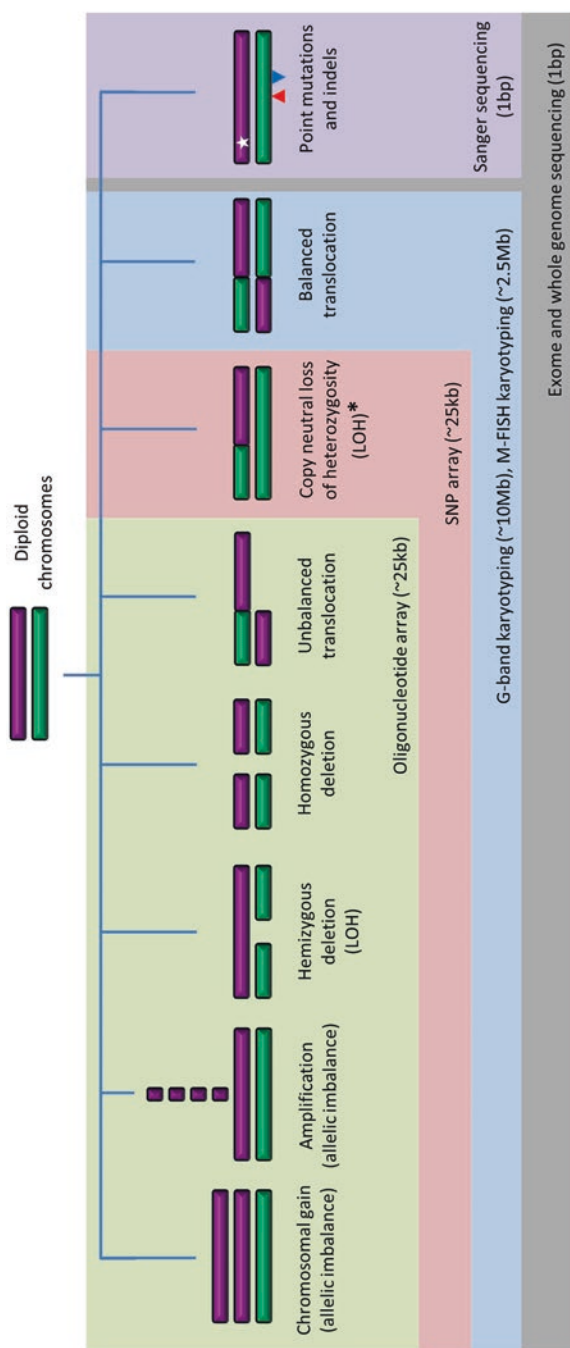 Diploid
chromosomes
Chromosomal gain
(allelic imbalance)
Amplification
(allelic imbalance)
Hemizygous
deletion
(LOH)
Homozygous
deletion
Unbalanced
translocation
Copy neutral loss
of heterozygosity
(LOH)*
Balanced
translocation
Point mutations
and indels
Oligonucleotide array (~25kb)
SNP array (~25kb)
G-band karyotyping (~10Mb), M-FISH karyotyping (~2.5Mb)
Sanger sequencing
(1bp)
Exome and whole genome sequencing (1bp)